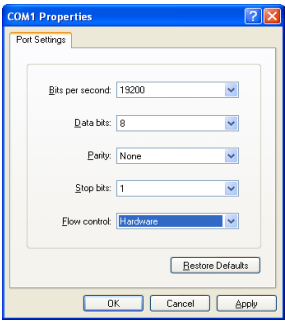 COM1 Properties
Port Settings
Bits per second: 19200
Data bits: 8
Parity: None
Stop bits: 1
Flow control: Hardware
Restore Defaults
OK Cancel Apply